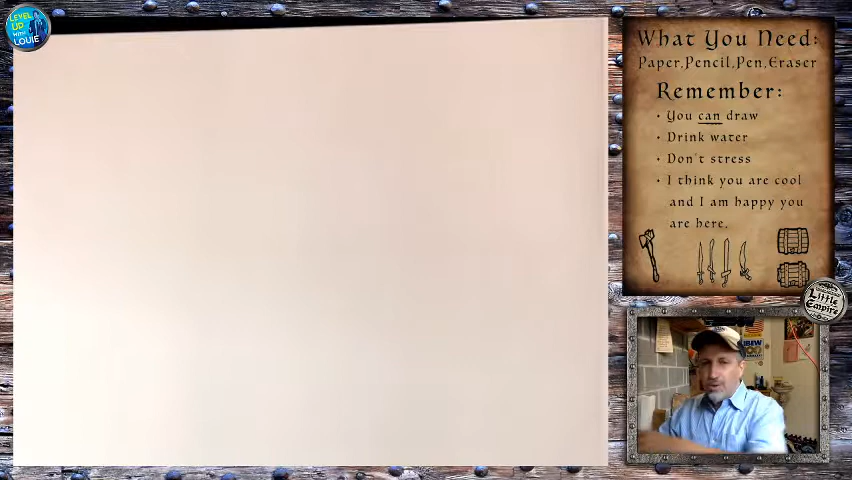 LEVEL
UP
WITH
LOUIE
What You Need:
Paper,Pencil,Pen,Eraser
Remember:
• You can draw
• Drink water
• Don't stress
• I think you are cool
and I am happy you
are here.
Little
Empire
IBEW